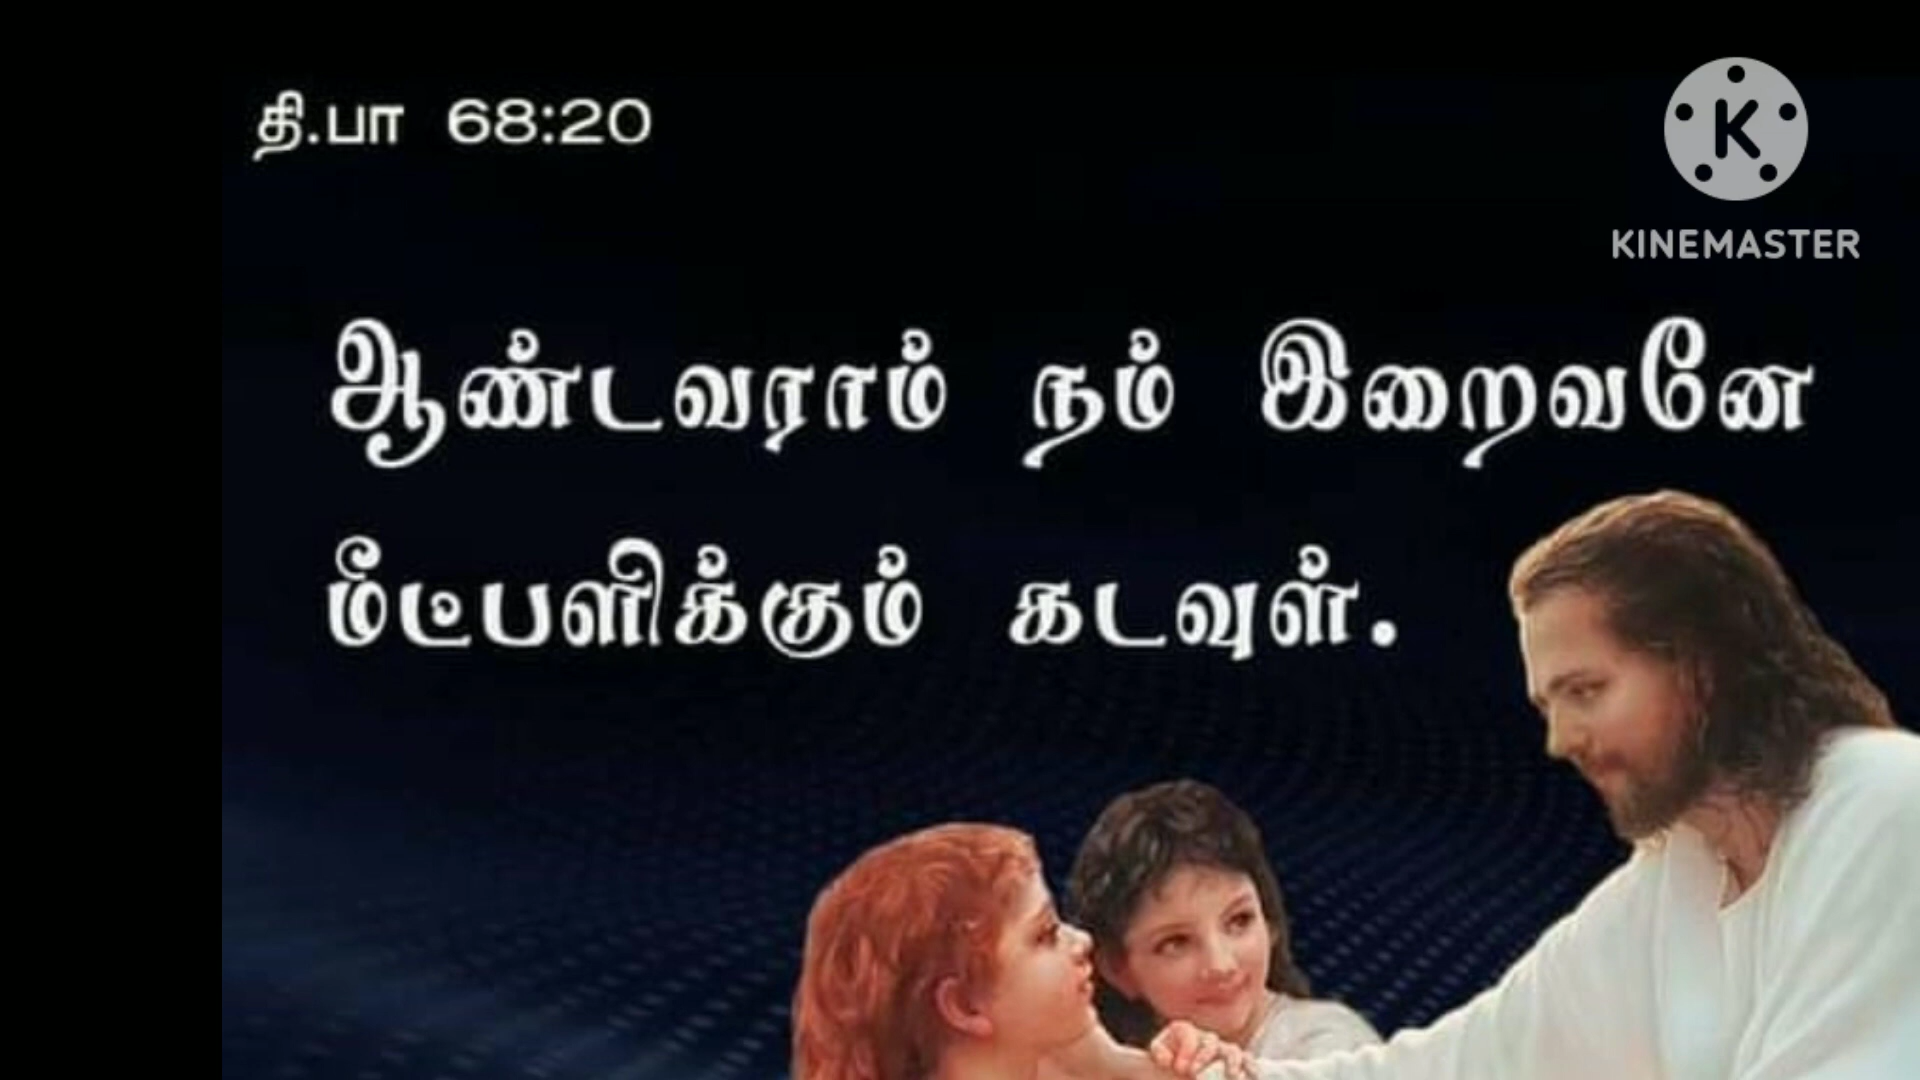 தி.பா 68:20
K
KINEMASTER
ஆண்டவராம் நம் இறைவனே
மீட்பளிக்கும் கடவுள்.